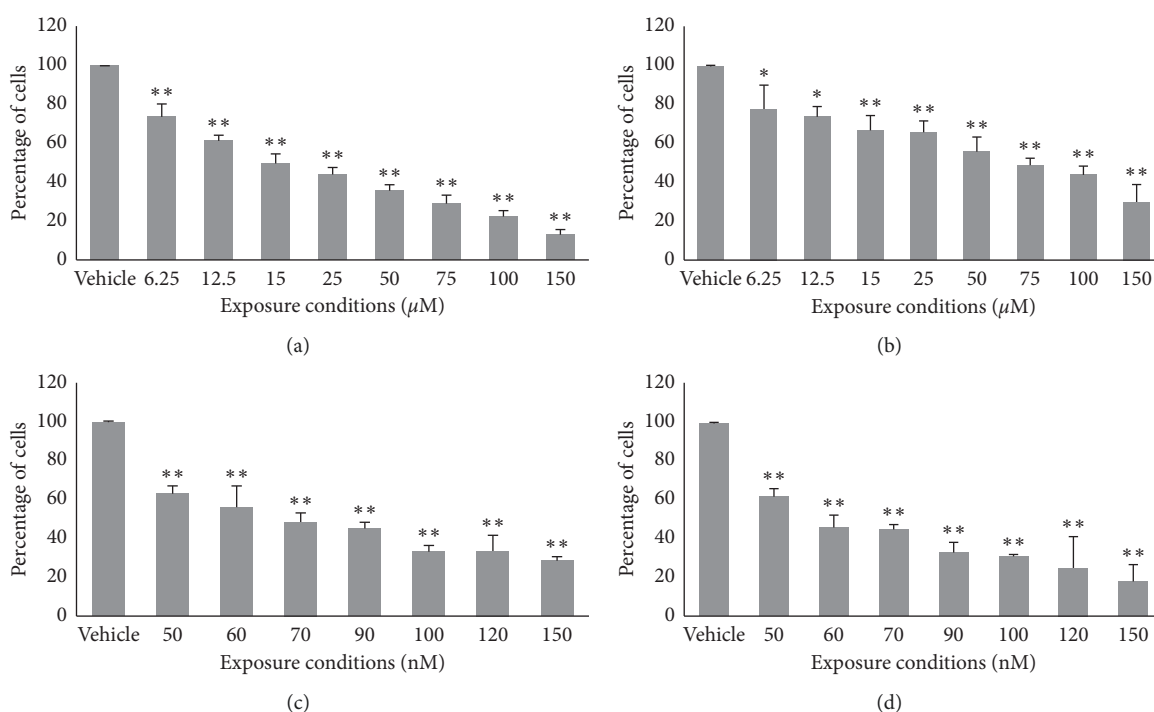 120
100
80
60
40
20
0
Percentage of cells
** ** ** ** ** ** ** **
Vehicle 6.25 12.5 15 25 50 75 100 150
Exposure conditions (μM)
(a)
120
100
80
60
40
20
0
Percentage of cells
* * ** ** ** ** ** **
Vehicle 6.25 12.5 15 25 50 75 100 150
Exposure conditions (μM)
(b)
120
100
80
60
40
20
0
Percentage of cells
** ** ** ** ** ** **
Vehicle 50 60 70 90 100 120 150
Exposure conditions (nM)
(c)
120
100
80
60
40
20
0
Percentage of cells
** ** ** ** ** ** **
Vehicle 50 60 70 90 100 120 150
Exposure conditions (nM)
(d)